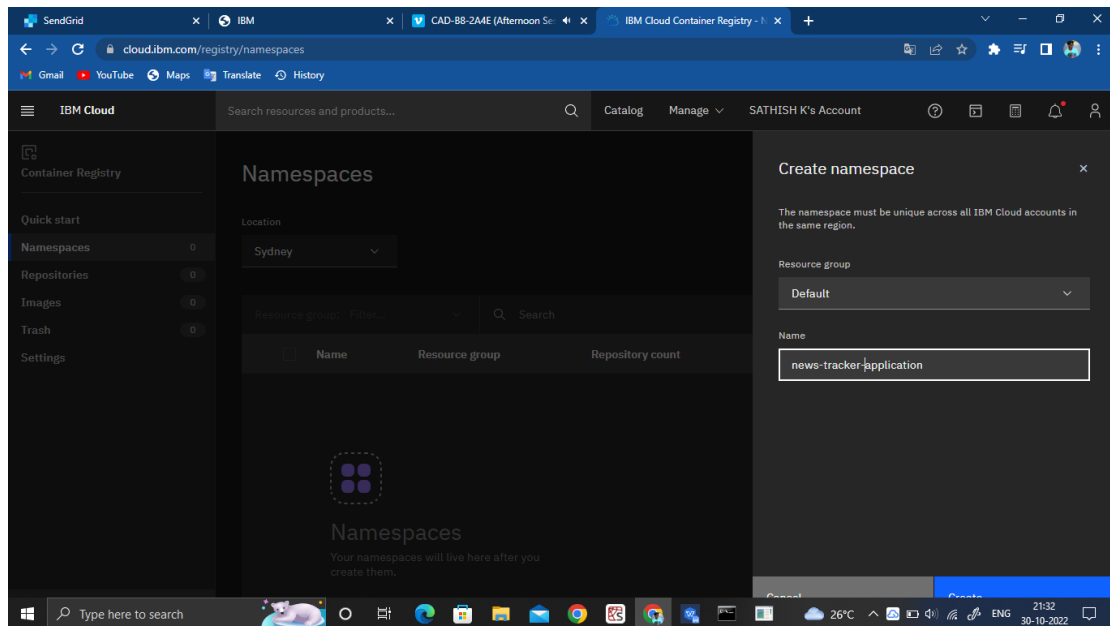 SendGrid
IBM
CAD-B8-2A4E (Afternoon Se
IBM Cloud Container Registry - N
cloud.ibm.com/registry/namespaces
Gmail
YouTube
Maps
Translate
History
IBM Cloud
Search resources and products...
Catalog
Manage
SATHISH K's Account
Container Registry
Quick start
Namespaces 0
Repositories 0
Images 0
Trash 0
Settings
Namespaces
Location
Sydney
Resource group: Filter...
Search
Name
Resource group
Repository count
Namespaces
Your namespaces will live here after you
create them.
Create namespace
The namespace must be unique across all IBM Cloud accounts in
the same region.
Resource group
Default
Name
news-tracker-application
Cancel
Create
Type here to search
26°C
ENG
21:32
30-10-2022